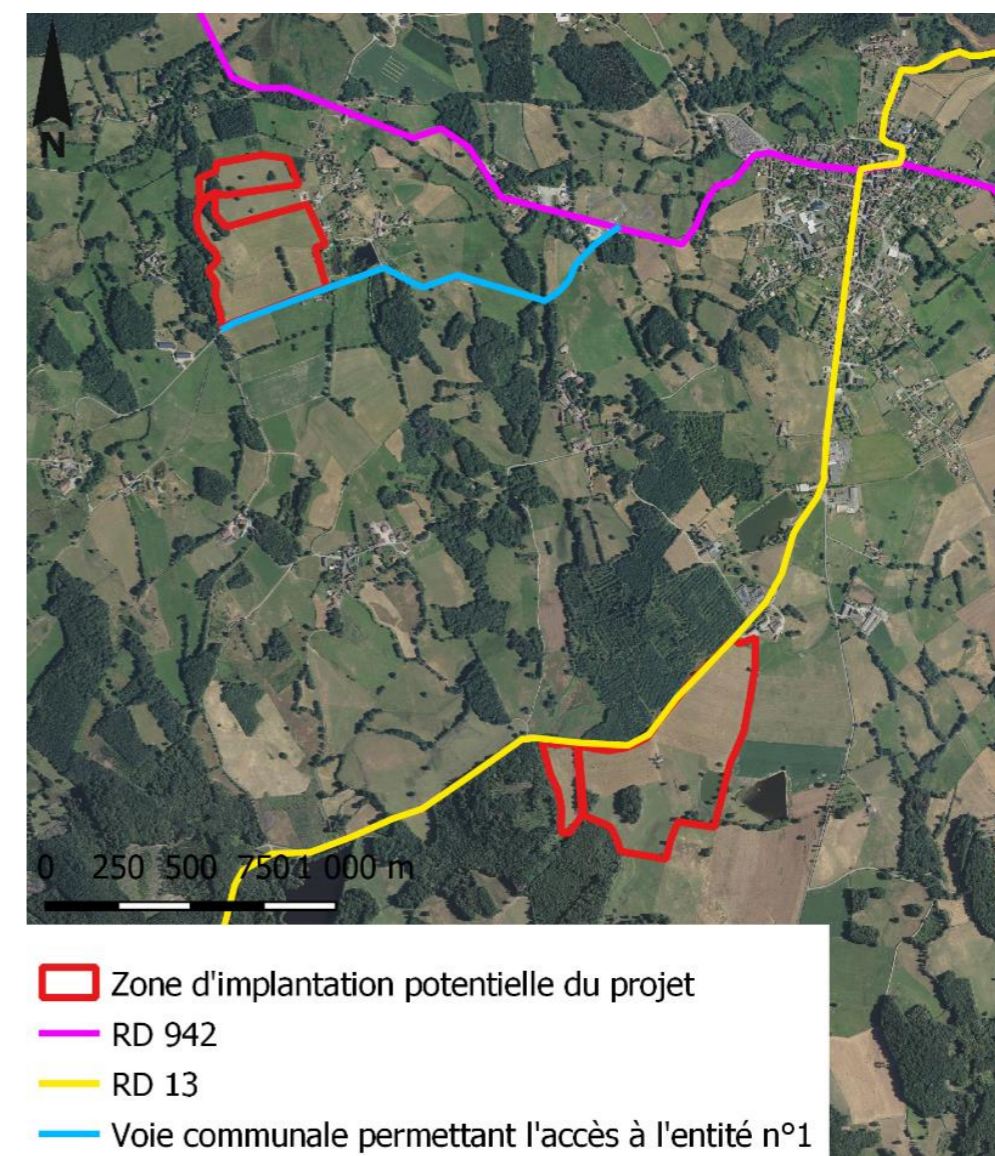 N
0 250 500 750 1 000 m
Zone d'implantation potentielle du projet
RD 942
RD 13
Voie communale permettant l'accès à l'entité n°1